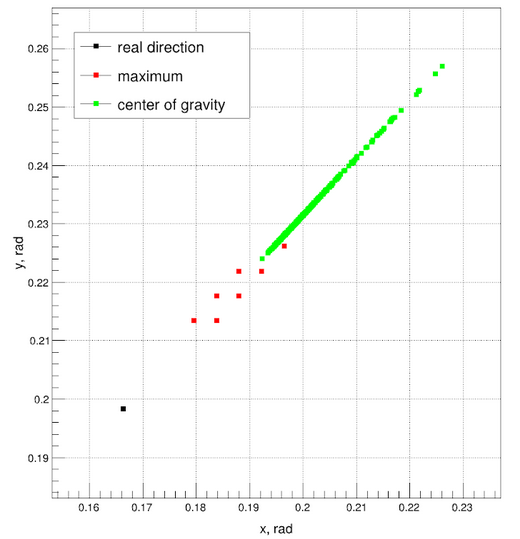 real direction
maximum
center of gravity
0.26
0.25
0.24
0.23
0.22
0.21
0.2
0.19
y, rad
0.16 0.17 0.18 0.19 0.2 0.21 0.22 0.23
x, rad